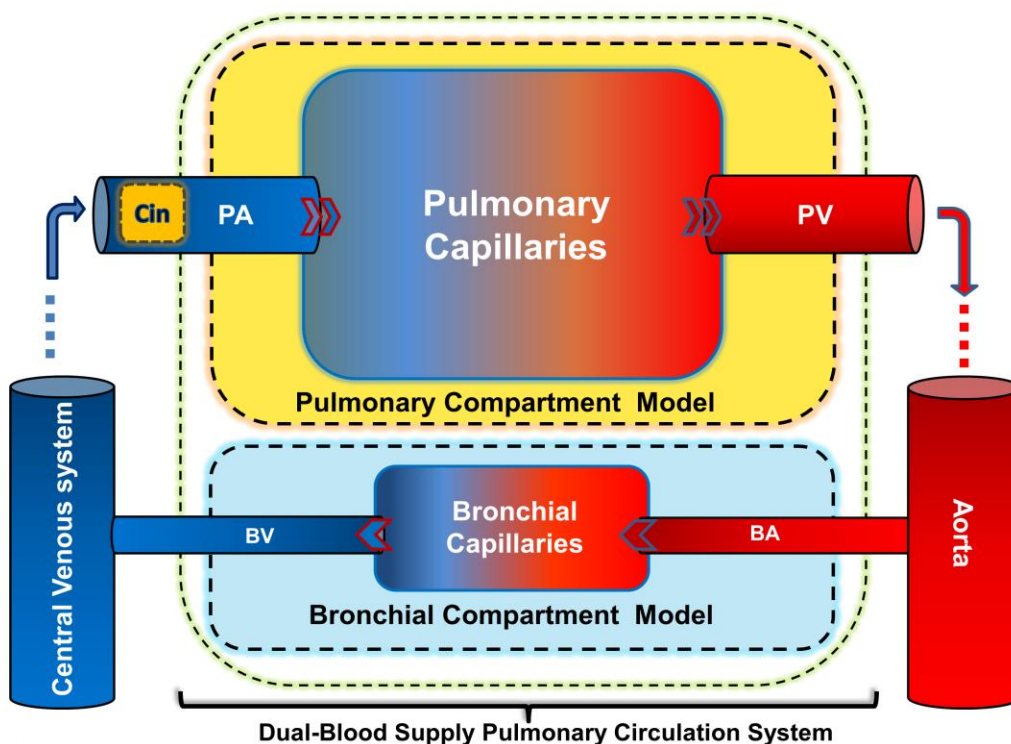 Cin
PA
Pulmonary
Capillaries
PV
Pulmonary Compartment Model
Central Venous system
BV
Bronchial
Capillaries
BA
Aorta
Bronchial Compartment Model
Dual-Blood Supply Pulmonary Circulation System